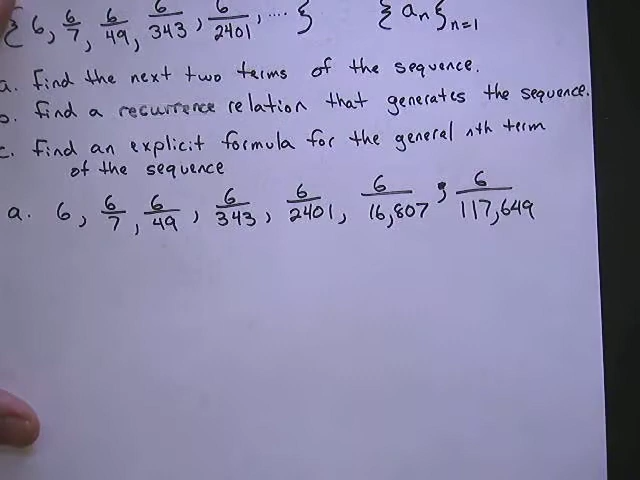 { 6, 6/7, 6/49, 6/343, 6/2401, .... } { aₙ }ₙ₌₁
a. Find the next two terms of the sequence.
b. Find a recurrence relation that generates the sequence.
c. Find an explicit formula for the general nth term
of the sequence
a. 6, 6/7, 6/49, 6/343, 6/2401, 6/16,807, 6/117,649